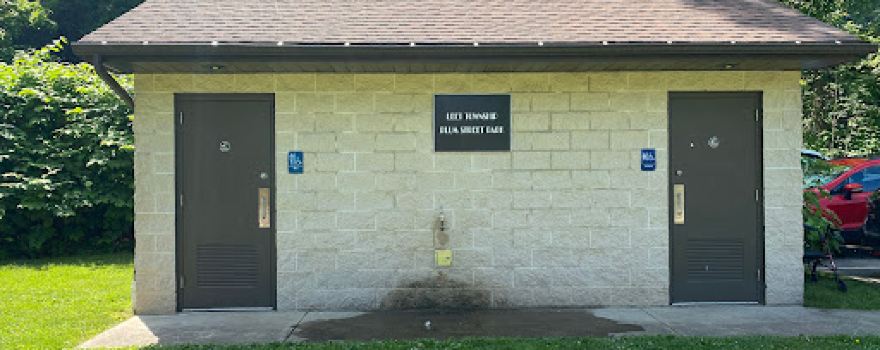 LEET TOWNSHIP
PLUM STREET PARK